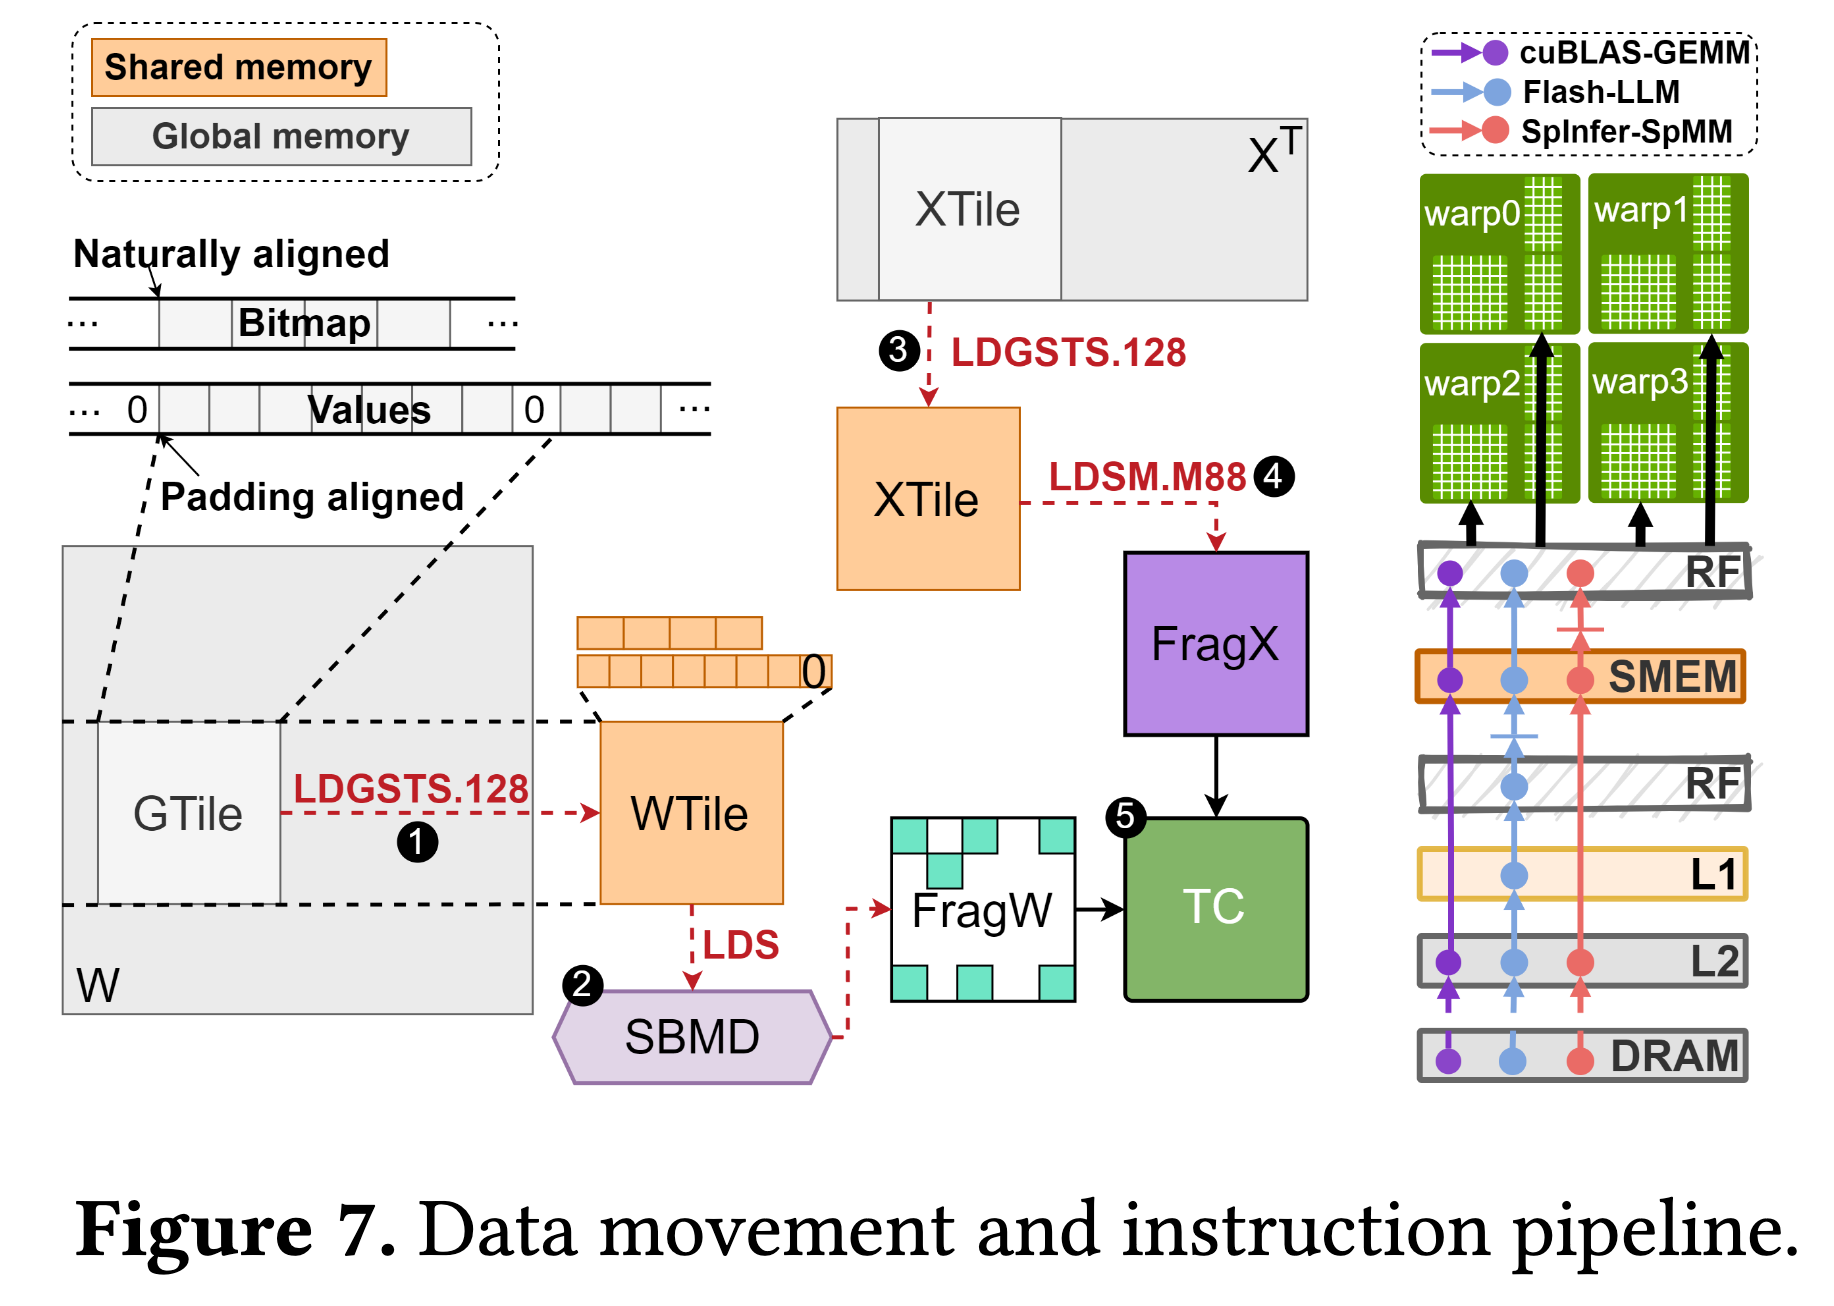 Shared memory
Global memory
Naturally aligned
... Bitmap ...
... 0 Values 0 ...
Padding aligned
GTile
W
LDGSTS.128
1
0
WTile
LDS
2
SBMD
X^T
XTile
3
LDGSTS.128
XTile
LDSM.M88
4
FragX
FragW
5
TC
cuBLAS-GEMM
Flash-LLM
SpInfer-SpMM
warp0
warp1
warp2
warp3
RF
SMEM
RF
L1
L2
DRAM
Figure 7. Data movement and instruction pipeline.